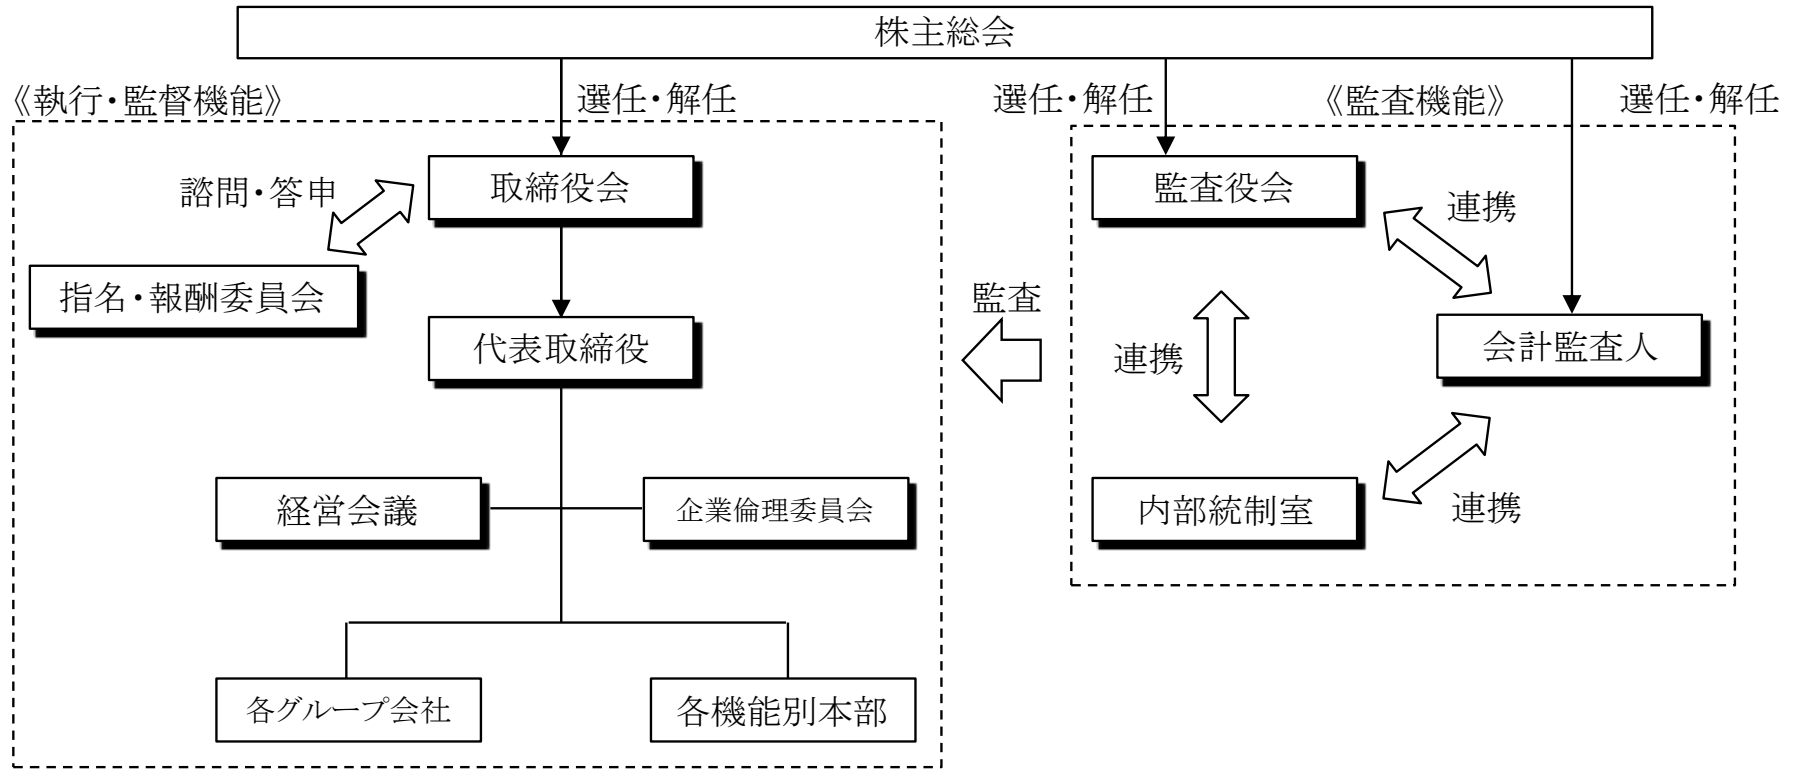 株主総会
《執行・監督機能》
選任・解任
選任・解任
《監査機能》
選任・解任
諮問・答申
取締役会
監査役会
連携
指名・報酬委員会
監査
代表取締役
連携
会計監査人
経営会議
企業倫理委員会
内部統制室
連携
各グループ会社
各機能別本部